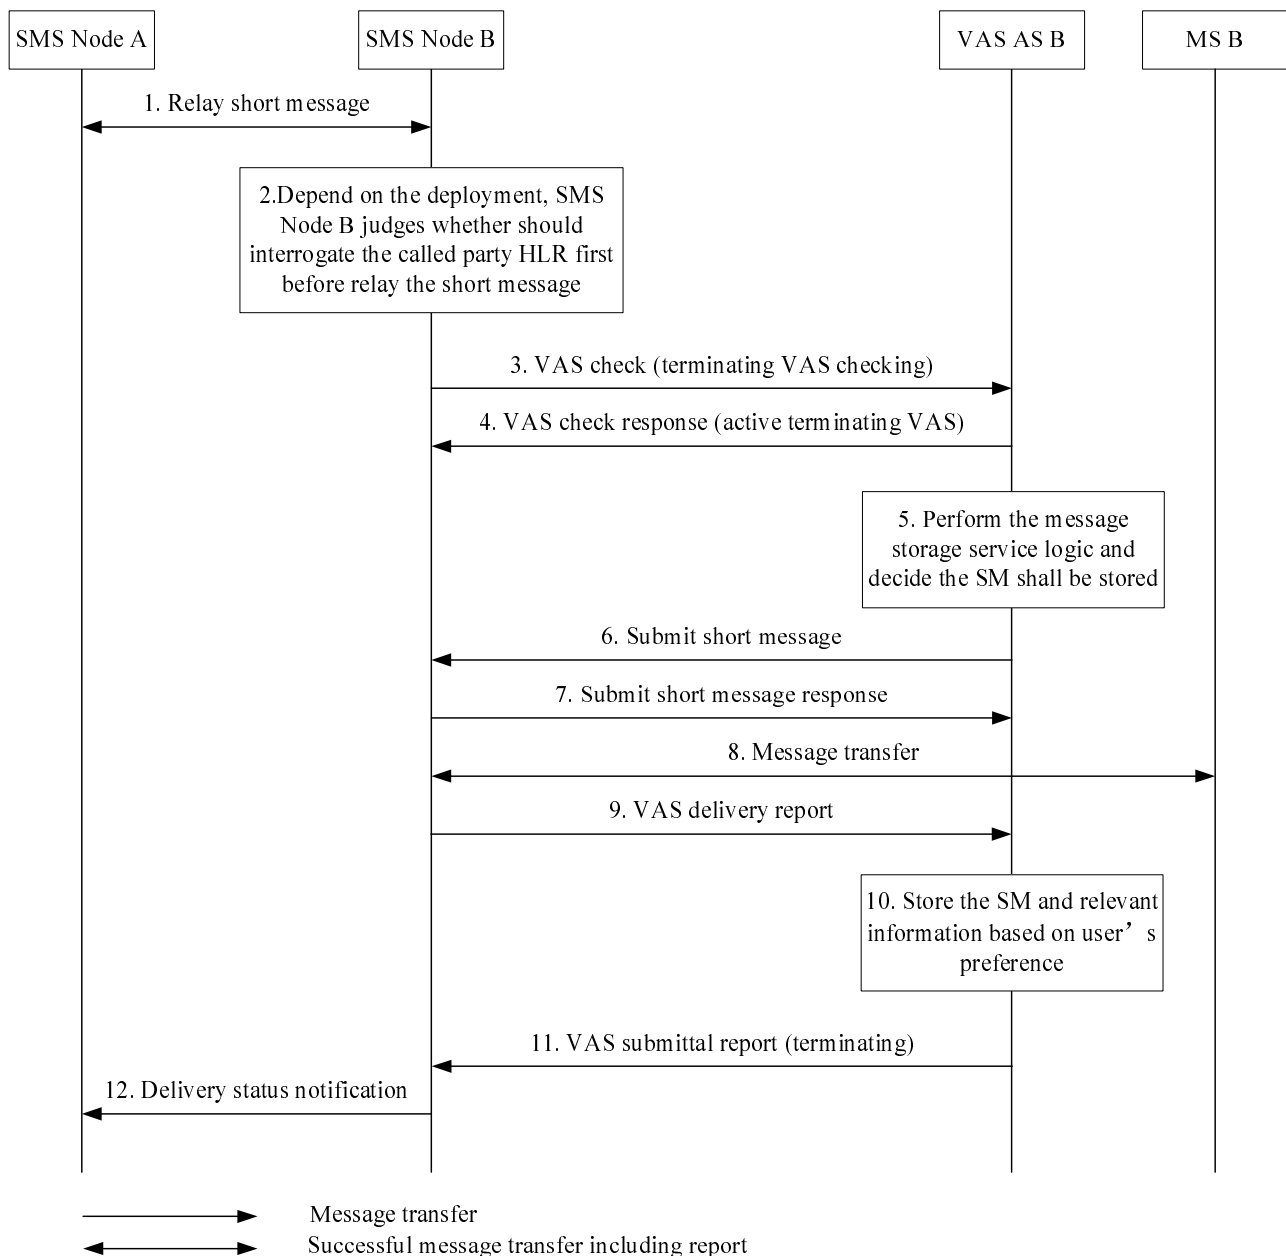 SMS Node A
SMS Node B
VAS AS B
MS B
1. Relay short message
2.Depend on the deployment, SMS
Node B judges whether should
interrogate the called party HLR first
before relay the short message
3. VAS check (terminating VAS checking)
4. VAS check response (active terminating VAS)
5. Perform the message
storage service logic and
decide the SM shall be stored
6. Submit short message
7. Submit short message response
8. Message transfer
9. VAS delivery report
10. Store the SM and relevant
information based on user’s
preference
11. VAS submittal report (terminating)
12. Delivery status notification
Message transfer
Successful message transfer including report